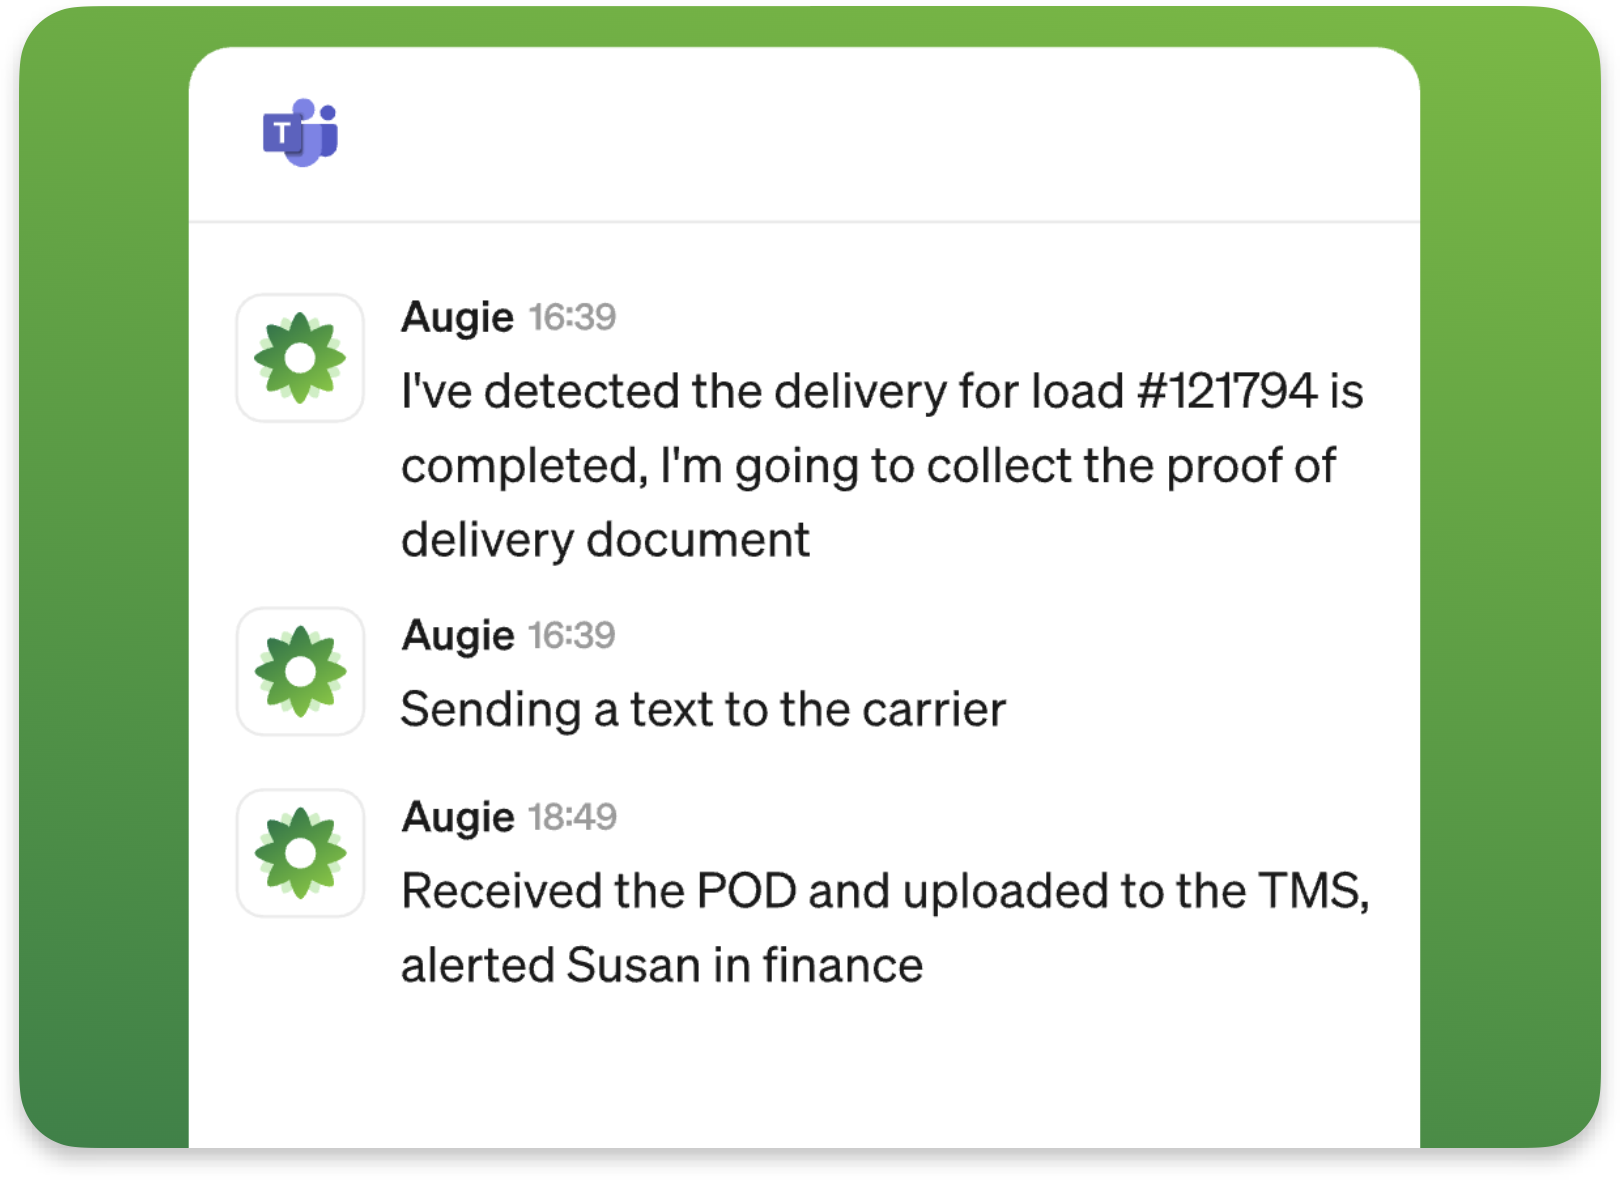 T
Augie 16:39
I've detected the delivery for load #121794 is
completed, I'm going to collect the proof of
delivery document
Augie 16:39
Sending a text to the carrier
Augie 18:49
Received the POD and uploaded to the TMS,
alerted Susan in finance